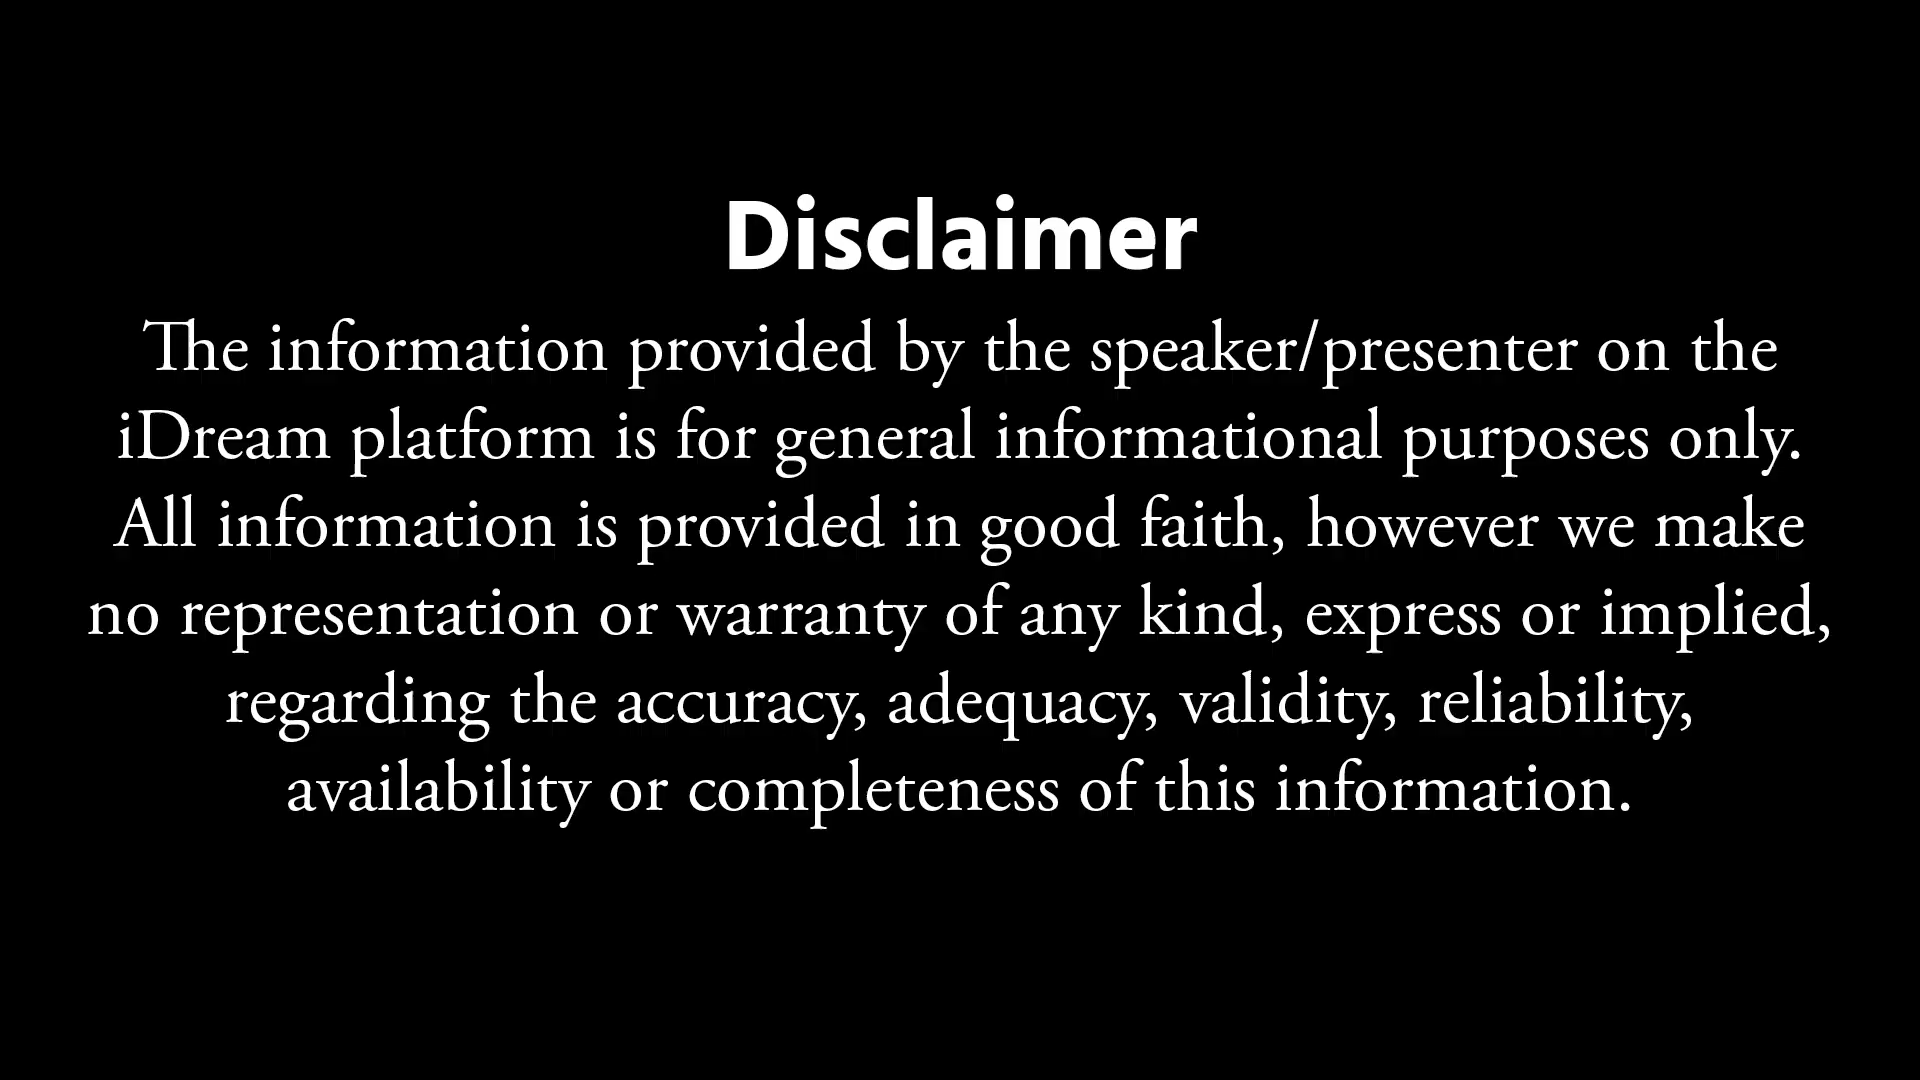 Disclaimer
The information provided by the speaker/presenter on the
iDream platform is for general informational purposes only.
All information is provided in good faith, however we make
no representation or warranty of any kind, express or implied,
regarding the accuracy, adequacy, validity, reliability,
availability or completeness of this information.